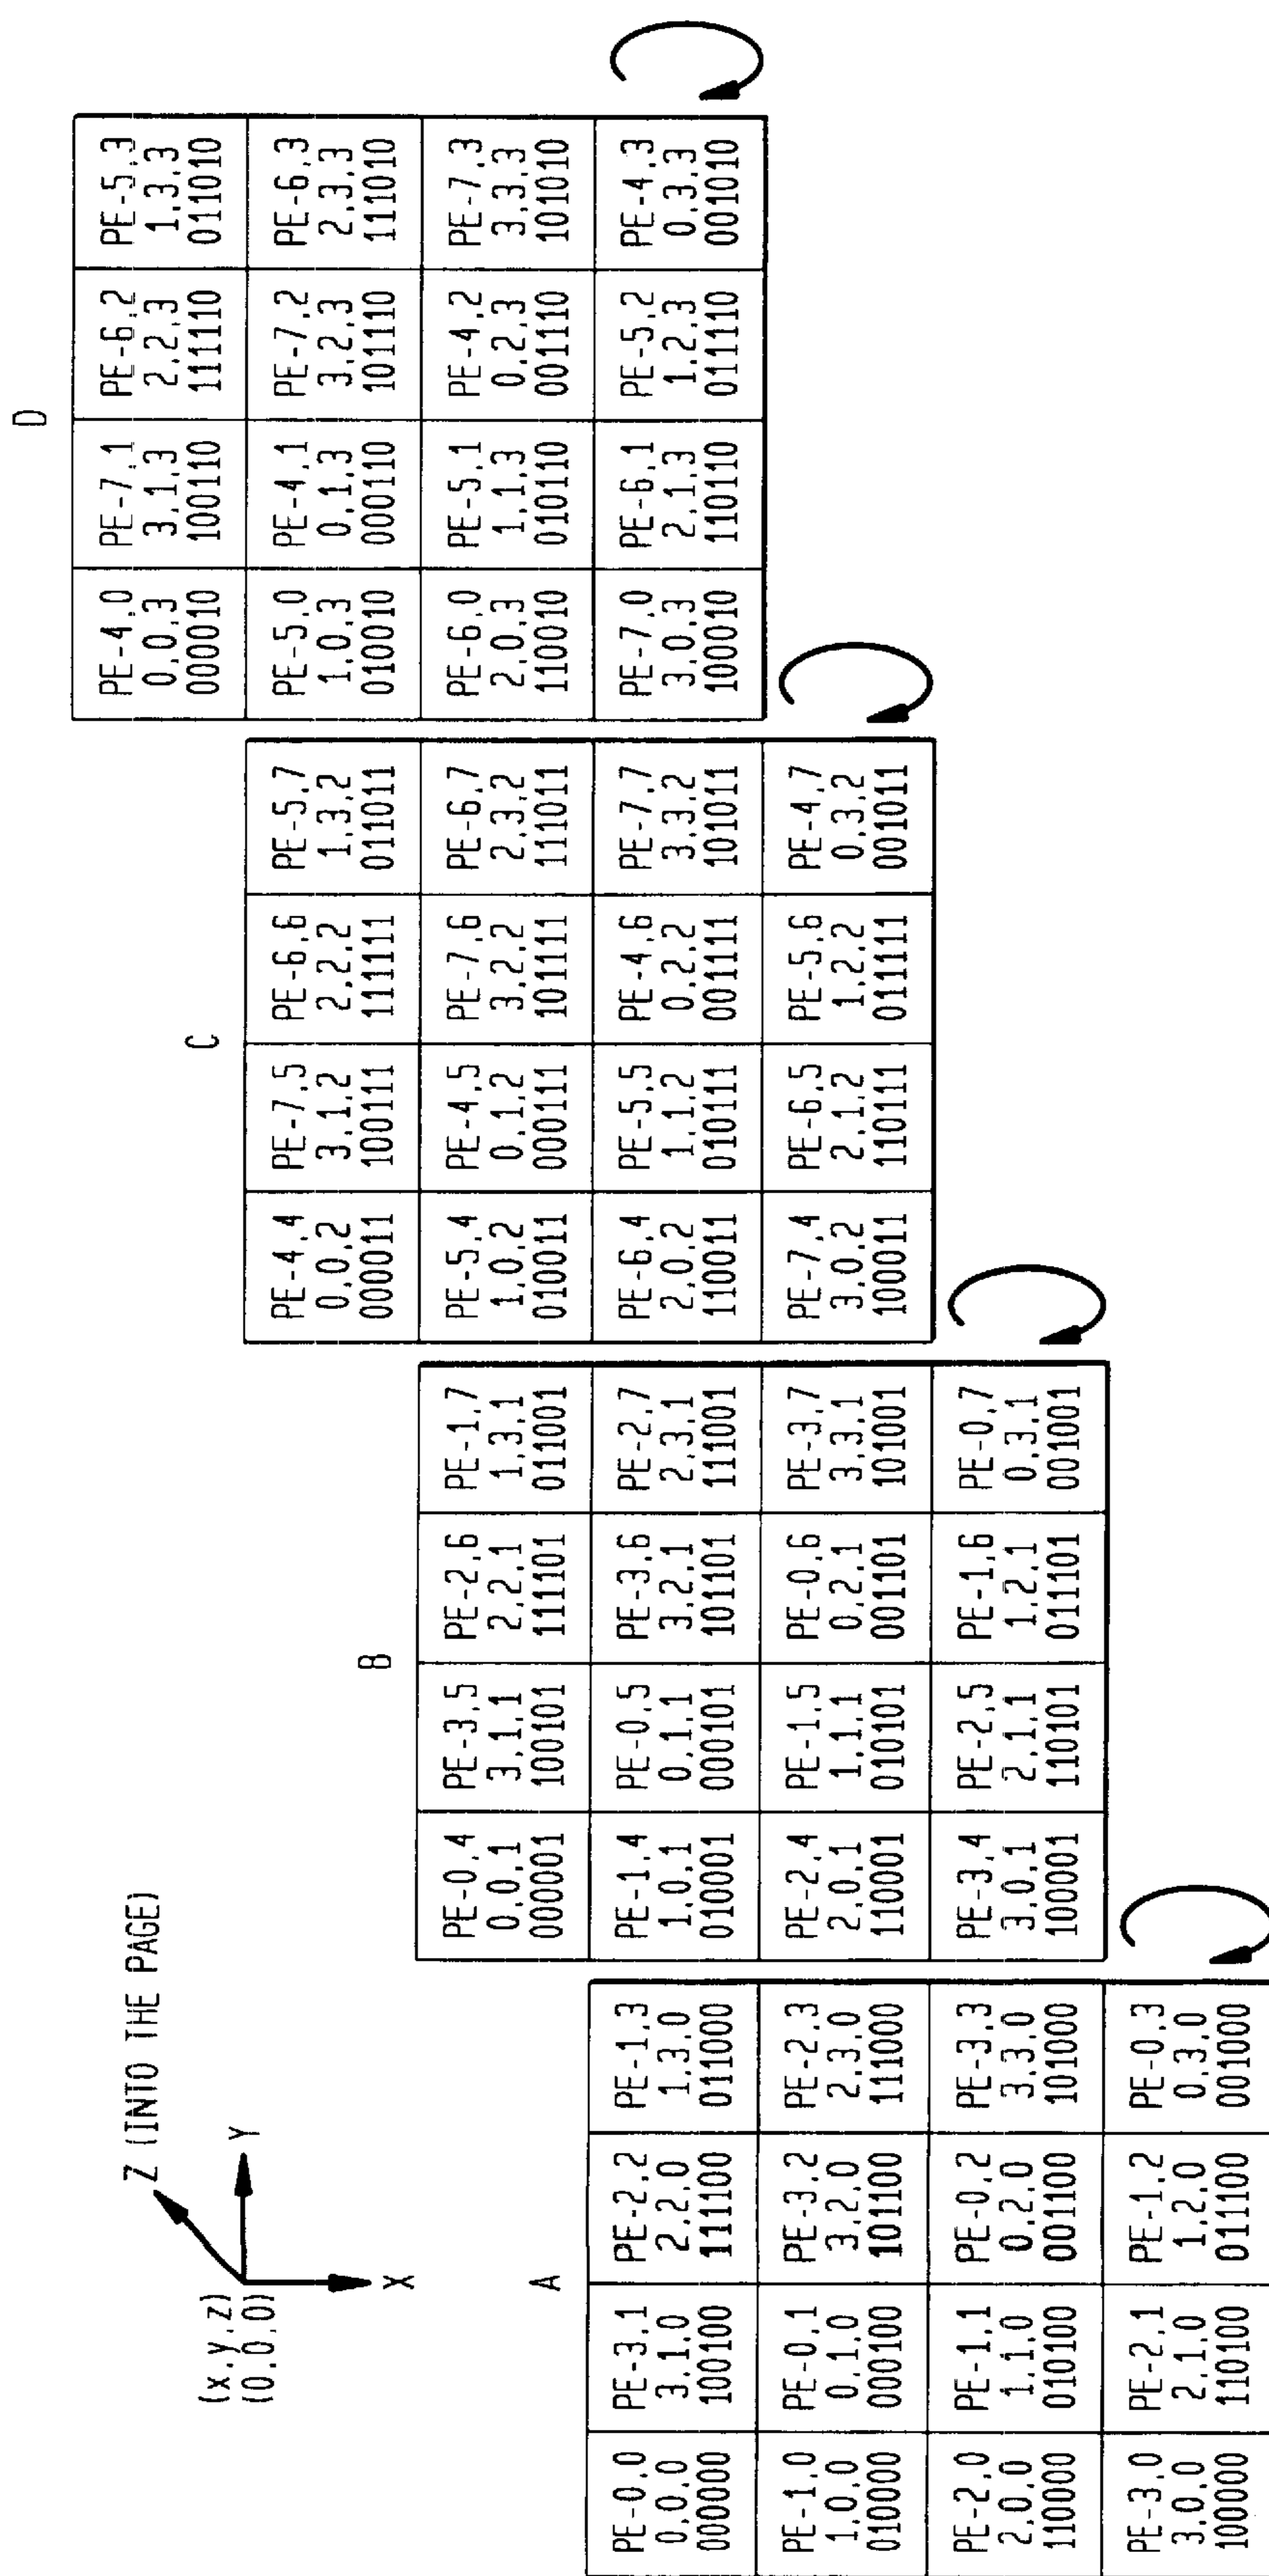 Z (INTO THE PAGE)
(x,y,z)
(0,0,0)
Y
X
A
PE-0,0
0,0,0
000000
PE-3,1
3,1,0
100100
PE-2,2
2,2,0
111100
PE-1,3
1,3,0
011000
PE-1,0
1,0,0
010000
PE-0,1
0,1,0
000100
PE-3,2
3,2,0
101100
PE-2,3
2,3,0
111000
PE-2,0
2,0,0
110000
PE-1,1
1,1,0
010100
PE-0,2
0,2,0
001100
PE-3,3
3,3,0
101000
PE-3,0
3,0,0
100000
PE-2,1
2,1,0
110100
PE-1,2
1,2,0
011100
PE-0,3
0,3,0
001000
B
PE-0,4
0,0,1
000001
PE-3,5
3,1,1
100101
PE-2,6
2,2,1
111101
PE-1,7
1,3,1
011001
PE-1,4
1,0,1
010001
PE-0,5
0,1,1
000101
PE-3,6
3,2,1
101101
PE-2,7
2,3,1
111001
PE-2,4
2,0,1
110001
PE-1,5
1,1,1
010101
PE-0,6
0,2,1
001101
PE-3,7
3,3,1
101001
PE-3,4
3,0,1
100001
PE-2,5
2,1,1
110101
PE-1,6
1,2,1
011101
PE-0,7
0,3,1
001001
C
PE-4,4
0,0,2
000011
PE-7,5
3,1,2
100111
PE-6,6
2,2,2
111111
PE-5,7
1,3,2
011011
PE-5,4
1,0,2
010011
PE-4,5
0,1,2
000111
PE-7,6
3,2,2
101111
PE-6,7
2,3,2
111011
PE-6,4
2,0,2
110011
PE-5,5
1,1,2
010111
PE-4,6
0,2,2
001111
PE-7,7
3,3,2
101011
PE-7,4
3,0,2
100011
PE-6,5
2,1,2
110111
PE-5,6
1,2,2
011111
PE-4,7
0,3,2
001011
D
PE-4,0
0,0,3
000010
PE-7,1
3,1,3
100110
PE-6,2
2,2,3
111110
PE-5,3
1,3,3
011010
PE-5,0
1,0,3
010010
PE-4,1
0,1,3
000110
PE-7,2
3,2,3
101110
PE-6,3
2,3,3
111010
PE-6,0
2,0,3
110010
PE-5,1
1,1,3
010110
PE-4,2
0,2,3
001110
PE-7,3
3,3,3
101010
PE-7,0
3,0,3
100010
PE-6,1
2,1,3
110110
PE-5,2
1,2,3
011110
PE-4,3
0,3,3
001010